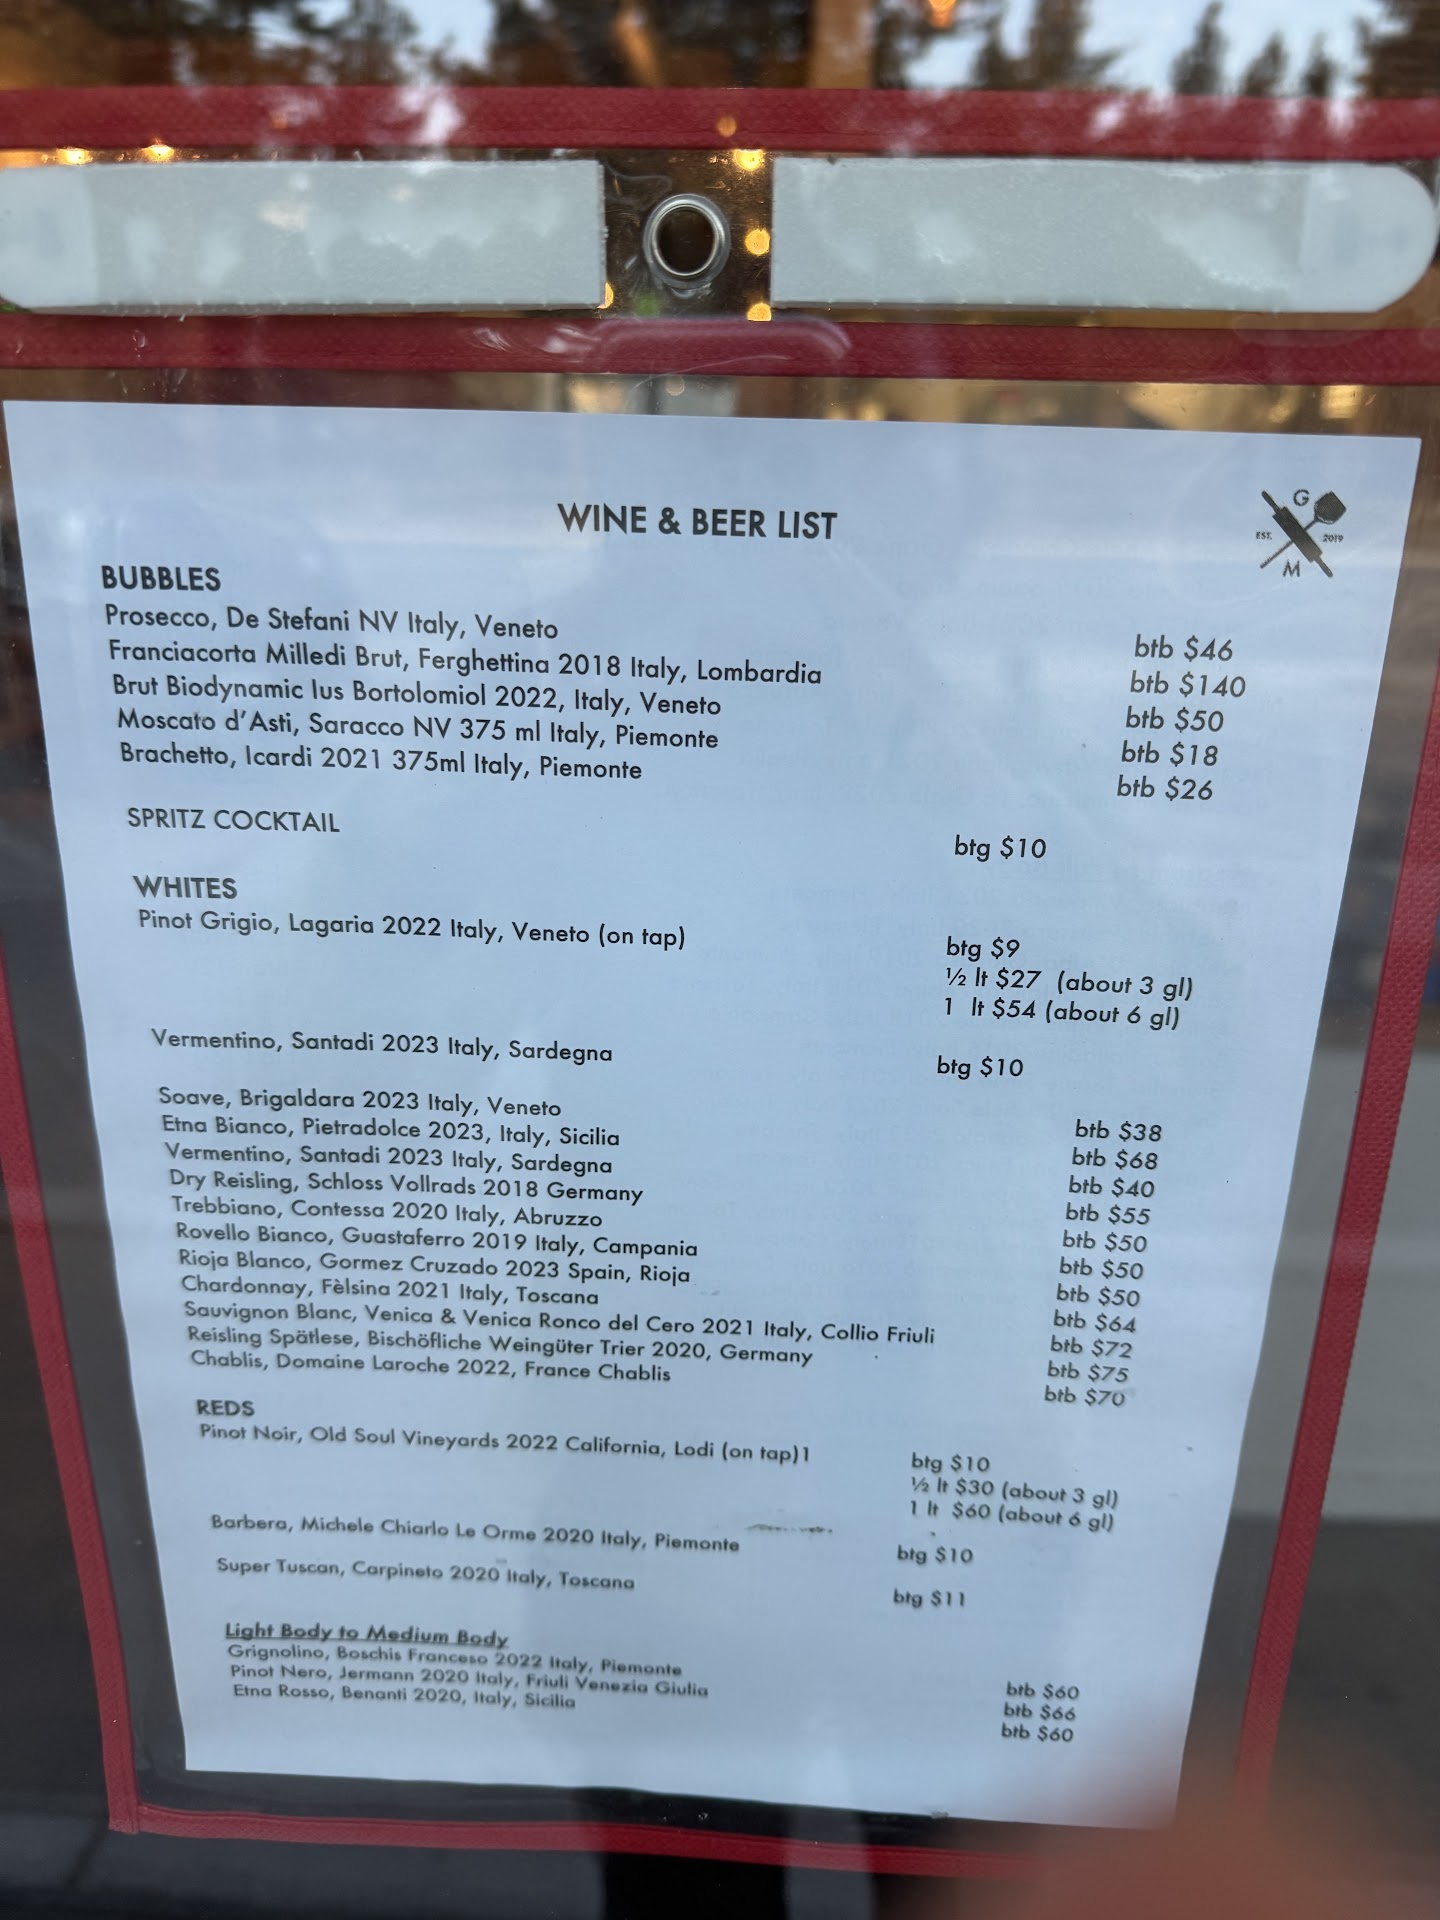 WINE & BEER LIST
G
EST. 2019
M
BUBBLES
Prosecco, De Stefani NV Italy, Veneto btb $46
Franciacorta Milledi Brut, Ferghettina 2018 Italy, Lombardia btb $140
Brut Biodynamic Ius Bortolomiol 2022, Italy, Veneto btb $50
Moscato d'Asti, Saracco NV 375 ml Italy, Piemonte btb $18
Brachetto, Icardi 2021 375ml Italy, Piemonte btb $26
SPRITZ COCKTAIL btg $10
WHITES
Pinot Grigio, Lagaria 2022 Italy, Veneto (on tap) btg $9
½ lt $27 (about 3 gl)
1 lt $54 (about 6 gl)
Vermentino, Santadi 2023 Italy, Sardegna btg $10
Soave, Brigaldara 2023 Italy, Veneto btb $38
Etna Bianco, Pietradolce 2023, Italy, Sicilia btb $68
Vermentino, Santadi 2023 Italy, Sardegna btb $40
Dry Reisling, Schloss Vollrads 2018 Germany btb $55
Trebbiano, Contessa 2020 Italy, Abruzzo btb $50
Rovello Bianco, Guastaferro 2019 Italy, Campania btb $50
Rioja Blanco, Gormez Cruzado 2023 Spain, Rioja btb $50
Chardonnay, Fèlsina 2021 Italy, Toscana btb $64
Sauvignon Blanc, Venica & Venica Ronco del Cero 2021 Italy, Collio Friuli btb $72
Reisling Spätlese, Bischöfliche Weingüter Trier 2020, Germany btb $75
Chablis, Domaine Laroche 2022, France Chablis btb $70
REDS
Pinot Noir, Old Soul Vineyards 2022 California, Lodi (on tap)1 btg $10
½ lt $30 (about 3 gl)
1 lt $60 (about 6 gl)
Barbera, Michele Chiarlo Le Orme 2020 Italy, Piemonte btg $10
Super Tuscan, Carpineto 2020 Italy, Toscana btg $11
Light Body to Medium Body
Grignolino, Boschis Franceso 2022 Italy, Piemonte btb $60
Pinot Nero, Jermann 2020 Italy, Friuli Venezia Giulia btb $66
Etna Rosso, Benanti 2020, Italy, Sicilia btb $60